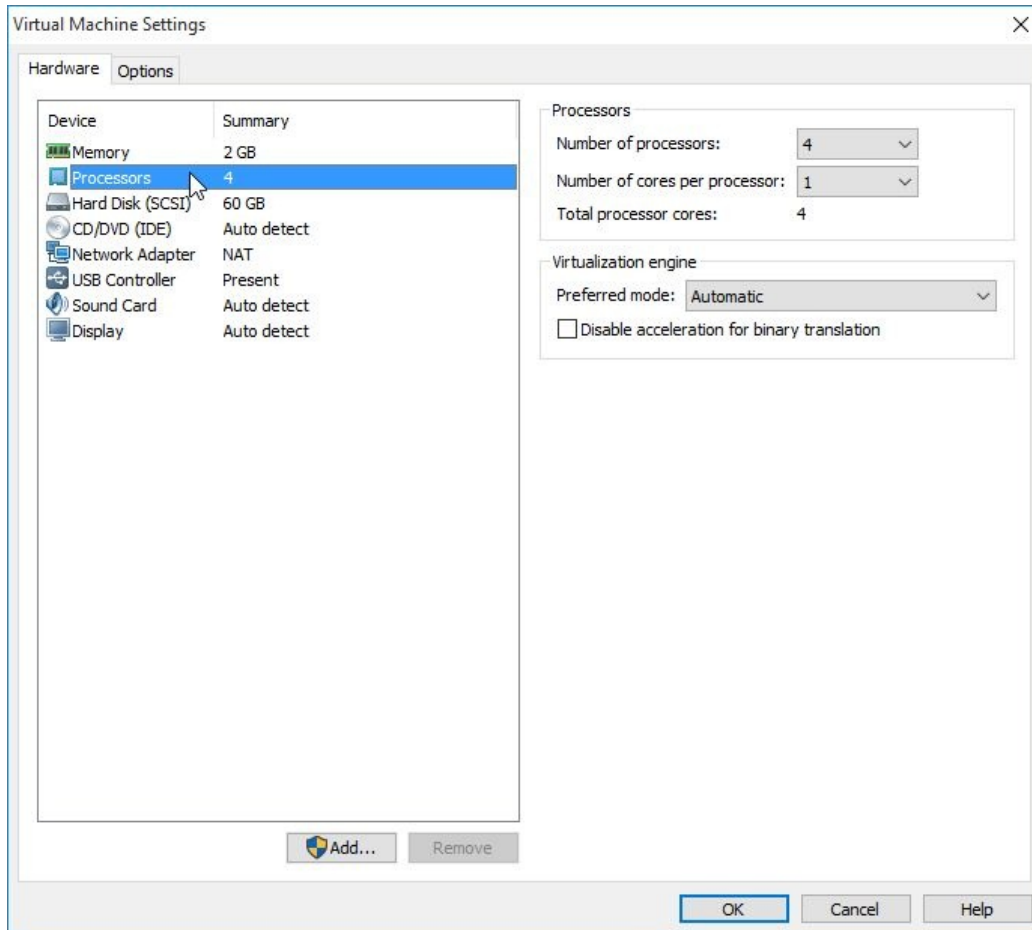 Virtual Machine Settings
Hardware Options
Device Summary
Memory 2 GB
Processors 4
Hard Disk (SCSI) 60 GB
CD/DVD (IDE) Auto detect
Network Adapter NAT
USB Controller Present
Sound Card Auto detect
Display Auto detect
Add... Remove
Processors
Number of processors: 4
Number of cores per processor: 1
Total processor cores: 4
Virtualization engine
Preferred mode: Automatic
Disable acceleration for binary translation
OK Cancel Help